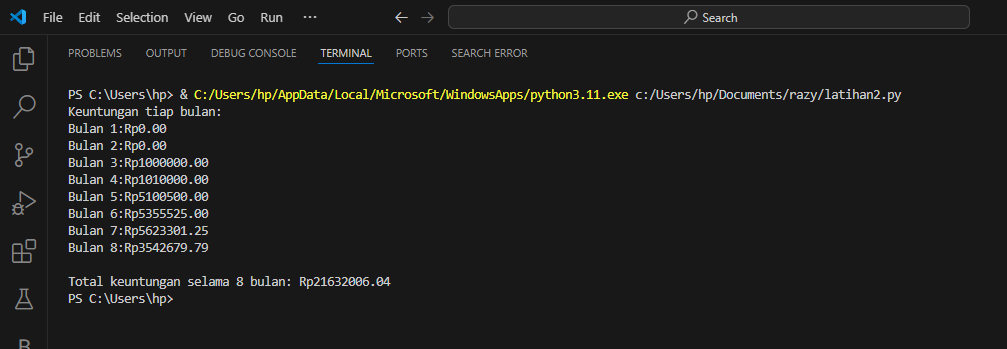 File Edit Selection View Go Run ··· ← → Search
PROBLEMS OUTPUT DEBUG CONSOLE TERMINAL PORTS SEARCH ERROR
PS C:\Users\hp> & C:/Users/hp/AppData/Local/Microsoft/WindowsApps/python3.11.exe c:/Users/hp/Documents/razy/latihan2.py
Keuntungan tiap bulan:
Bulan 1:Rp0.00
Bulan 2:Rp0.00
Bulan 3:Rp1000000.00
Bulan 4:Rp1010000.00
Bulan 5:Rp5100500.00
Bulan 6:Rp5355525.00
Bulan 7:Rp5623301.25
Bulan 8:Rp3542679.79
Total keuntungan selama 8 bulan: Rp21632006.04
PS C:\Users\hp>